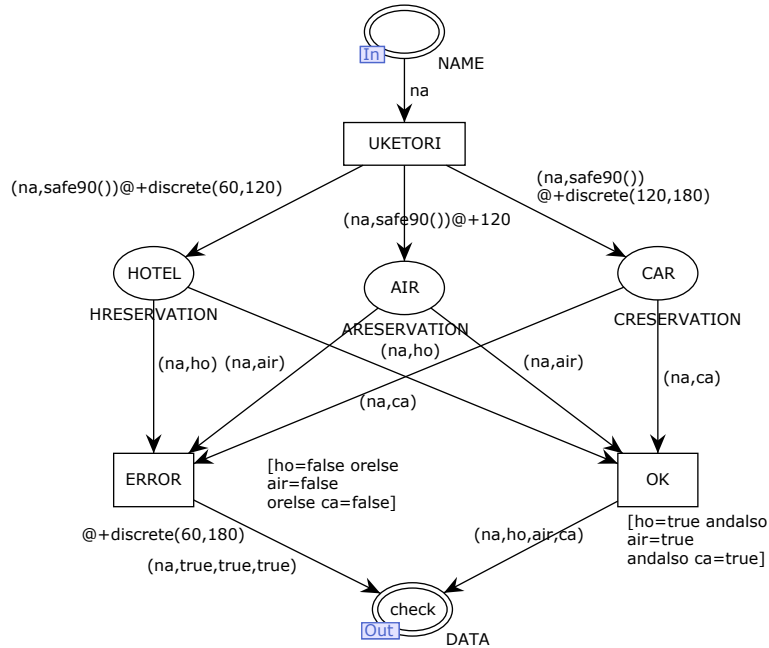 In
NAME
na
UKETORI
(na,safe90())@+discrete(60,120)
(na,safe90())@+120
(na,safe90())
@+discrete(120,180)
HOTEL
HRESERVATION
AIR
ARESERVATION
CAR
CRESERVATION
(na,ho)
(na,air)
(na,ho)
(na,air)
(na,ca)
(na,ca)
ERROR
[ho=false orelse
air=false
orelse ca=false]
OK
[ho=true andalso
air=true
andalso ca=true]
@+discrete(60,180)
(na,true,true,true)
(na,ho,air,ca)
check
Out
DATA